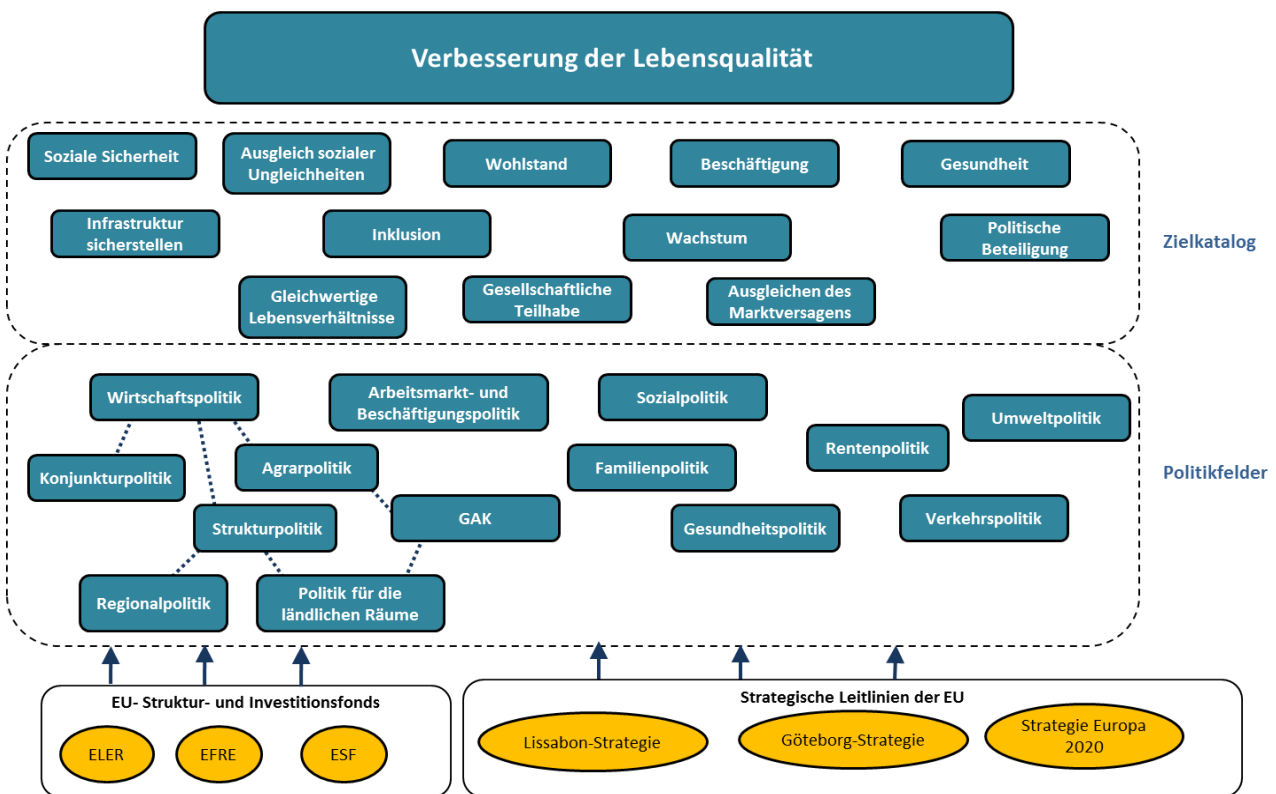 Verbesserung der Lebensqualität
Soziale Sicherheit
Ausgleich sozialer
Ungleichheiten
Wohlstand
Beschäftigung
Gesundheit
Infrastruktur
sicherstellen
Inklusion
Wachstum
Politische
Beteiligung
Zielkatalog
Gleichwertige
Lebensverhältnisse
Gesellschaftliche
Teilhabe
Ausgleichen des
Marktversagens
Wirtschaftspolitik
Arbeitsmarkt- und
Beschäftigungspolitik
Sozialpolitik
Umweltpolitik
Rentenpolitik
Konjunkturpolitik
Agrarpolitik
Familienpolitik
Politikfelder
Strukturpolitik
GAK
Gesundheitspolitik
Verkehrspolitik
Regionalpolitik
Politik für die
ländlichen Räume
EU- Struktur- und Investitionsfonds
ELER
EFRE
ESF
Strategische Leitlinien der EU
Lissabon-Strategie
Göteborg-Strategie
Strategie Europa
2020